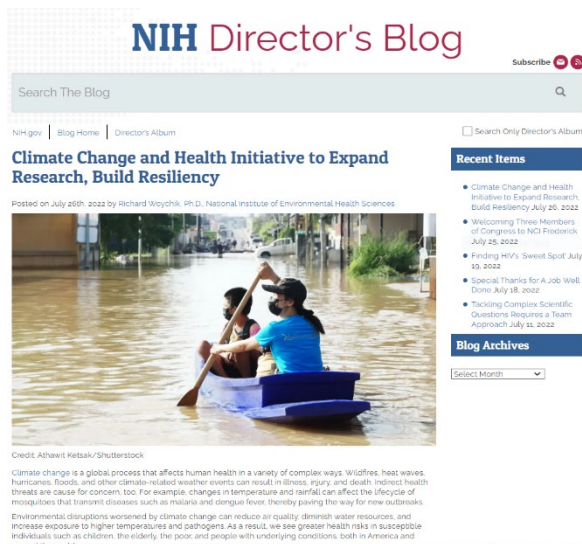 NIH Director's Blog
Subscribe
Search The Blog
NIH.gov Blog Home Director's Album
Search Only Director's Album
Climate Change and Health Initiative to Expand
Research, Build Resiliency
Posted on July 26th, 2022 by Richard Woychik, Ph.D., National Institute of Environmental Health Sciences
Credit: Athawit Ketsak/Shutterstock
Climate change is a global process that affects human health in a variety of complex ways. Wildfires, heat waves,
hurricanes, floods, and other climate-related weather events can result in illness, injury, and death. Indirect health
threats are cause for concern, too. For example, changes in temperature and rainfall can affect the lifecycle of
mosquitoes that transmit diseases such as malaria and dengue fever, thereby paving the way for new outbreaks.
Environmental disruptions worsened by climate change can reduce air quality, diminish water resources, and
increase exposure to higher temperatures and pathogens. As a result, we see greater health risks in susceptible
individuals such as children, the elderly, the poor, and people with underlying conditions, both in America and
Recent Items
Climate Change and Health
Initiative to Expand Research,
Build Resiliency July 26, 2022
Welcoming Three Members
of Congress to NCI Frederick
July 25, 2022
Finding HIV's 'Sweet Spot' July
19, 2022
Special Thanks for A Job Well
Done July 18, 2022
Tackling Complex Scientific
Questions Requires a Team
Approach July 11, 2022
Blog Archives
Select Month